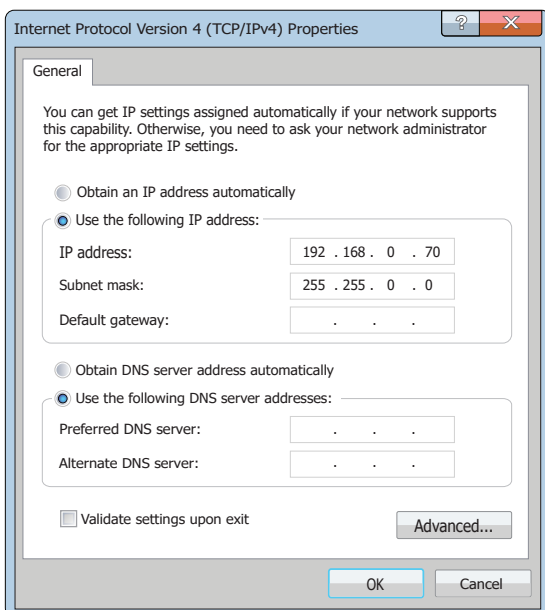 Internet Protocol Version 4 (TCP/IPv4) Properties
?
X
General
You can get IP settings assigned automatically if your network supports
this capability. Otherwise, you need to ask your network administrator
for the appropriate IP settings.
Obtain an IP address automatically
Use the following IP address:
IP address: 192 . 168 . 0 . 70
Subnet mask: 255 . 255 . 0 . 0
Default gateway: . . .
Obtain DNS server address automatically
Use the following DNS server addresses:
Preferred DNS server: . . .
Alternate DNS server: . . .
Validate settings upon exit
Advanced...
OK Cancel